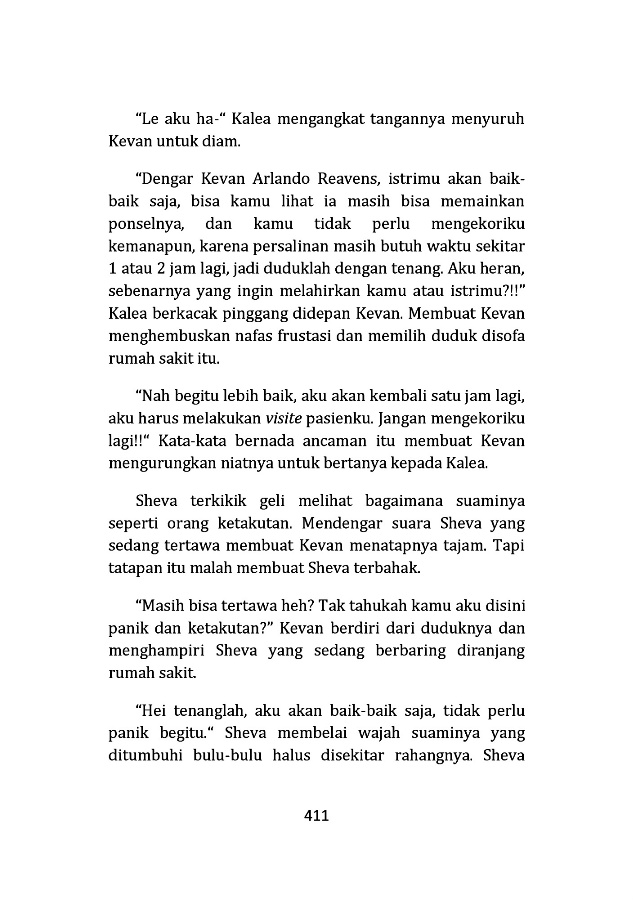 “Le aku ha-“ Kalea mengangkat tangannya menyuruh
Kevan untuk diam.
“Dengar Kevan Arlando Reavens, istrimu akan baik-
baik saja, bisa kamu lihat ia masih bisa memainkan
ponselnya, dan kamu tidak perlu mengekoriku
kemanapun, karena persalinan masih butuh waktu sekitar
1 atau 2 jam lagi, jadi duduklah dengan tenang. Aku heran,
sebenarnya yang ingin melahirkan kamu atau istrimu?!!”
Kalea berkacak pinggang didepan Kevan. Membuat Kevan
menghembuskan nafas frustasi dan memilih duduk disofa
rumah sakit itu.
“Nah begitu lebih baik, aku akan kembali satu jam lagi,
aku harus melakukan visite pasienku. Jangan mengekoriku
lagi!!“ Kata-kata bernada ancaman itu membuat Kevan
mengurungkan niatnya untuk bertanya kepada Kalea.
Sheva terkikik geli melihat bagaimana suaminya
seperti orang ketakutan. Mendengar suara Sheva yang
sedang tertawa membuat Kevan menatapnya tajam. Tapi
tatapan itu malah membuat Sheva terbahak.
“Masih bisa tertawa heh? Tak tahukah kamu aku disini
panik dan ketakutan?” Kevan berdiri dari duduknya dan
menghampiri Sheva yang sedang berbaring diranjang
rumah sakit.
“Hei tenanglah, aku akan baik-baik saja, tidak perlu
panik begitu.“ Sheva membelai wajah suaminya yang
ditumbuhi bulu-bulu halus disekitar rahangnya. Sheva
411